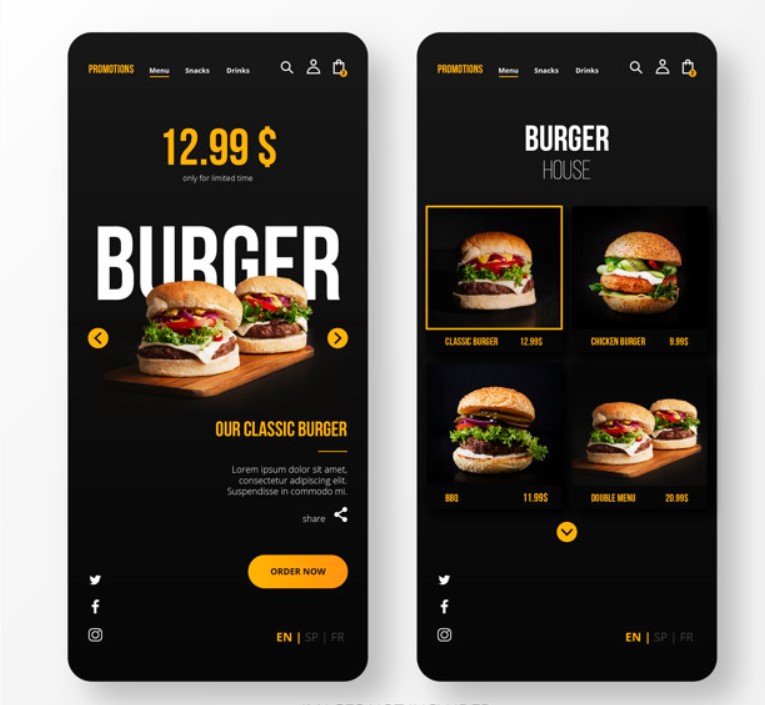 PROMOTIONS Menu Snacks Drinks
2
12.99 $
only for limited time
BURGER
OUR CLASSIC BURGER
Lorem ipsum dolor sit amet,
consectetur adipiscing elit.
Suspendisse in commodo mi.
share
ORDER NOW
EN | SP | FR
PROMOTIONS Menu Snacks Drinks
2
BURGER
HOUSE
CLASSIC BURGER 12.99$
CHICKEN BURGER 9.99$
BBQ 11.99$
DOUBLE MENU 20.99$
EN | SP | FR